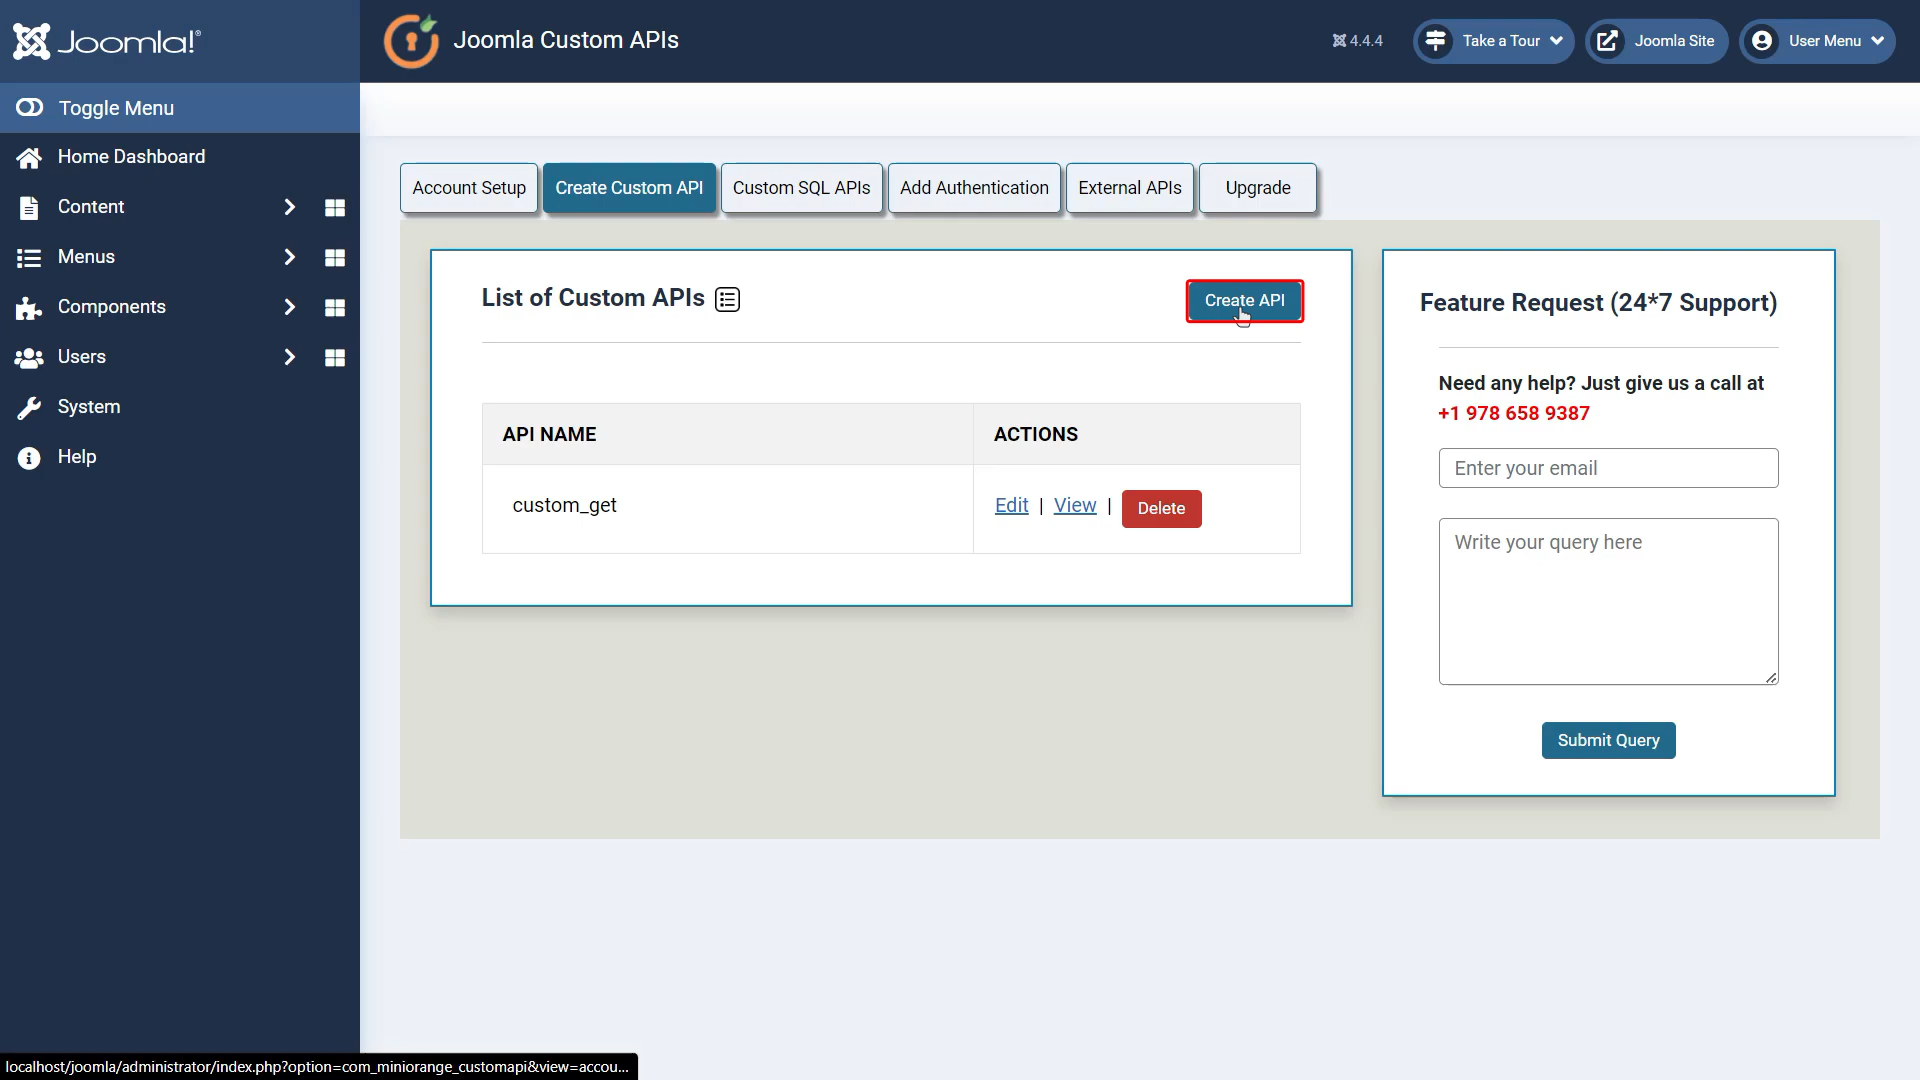 Joomla!®
Joomla Custom APIs
4.4.4
Take a Tour
Joomla Site
User Menu
Toggle Menu
Home Dashboard
Content
Menus
Components
Users
System
Help
Account Setup
Create Custom API
Custom SQL APIs
Add Authentication
External APIs
Upgrade
List of Custom APIs
Create API
API NAME
ACTIONS
custom_get
Edit | View | Delete
Feature Request (24*7 Support)
Need any help? Just give us a call at
+1 978 658 9387
Enter your email
Write your query here
Submit Query
localhost/joomla/administrator/index.php?option=com_miniorange_customapi&view=accou...